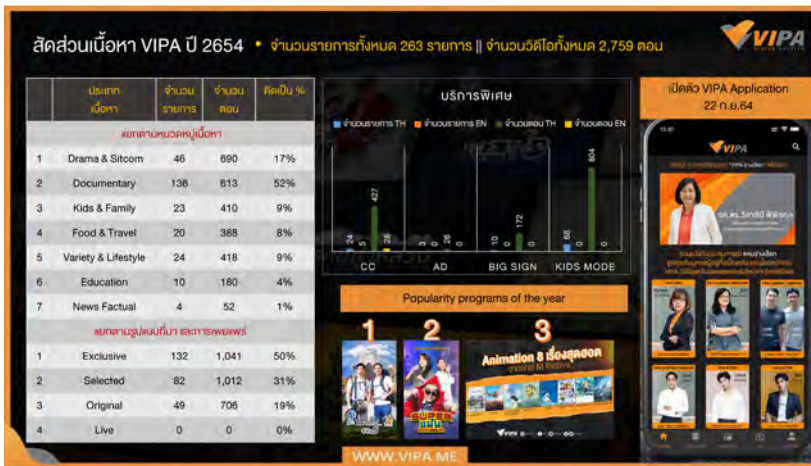 สัดส่วนเนื้อหา VIPA ปี 2654 • จำนวนรายการทั้งหมด 263 รายการ || จำนวนวิดีโอทั้งหมด 2,759 ตอน
VIPA
ประเภทเนื้อหา จำนวนรายการ จำนวนตอน คิดเป็น %
แยกตามหมวดหมู่เนื้อหา
1 Drama & Sitcom 46 690 17%
2 Documentary 136 613 52%
3 Kids & Family 23 410 9%
4 Food & Travel 20 388 8%
5 Variety & Lifestyle 24 418 9%
6 Education 10 180 4%
7 News Factual 4 52 1%
แยกตามรูปแบบที่มา และการเผยแพร่
1 Exclusive 132 1,041 50%
2 Selected 82 1,012 31%
3 Original 49 706 19%
4 Live 0 0 0%
บริการพิเศษ
จำนวนรายการ TH จำนวนรายการ EN จำนวนตอน TH จำนวนตอน EN
24 5 427 28
3 0 26 0
10 0 172 0
68 0 804 0
CC AD BIG SIGN KIDS MODE
Popularity programs of the year
1 2 3
SUPER
Animation 8 เรื่องสุดฮอต
จากค่าย M Picture
WWW.VIPA.ME
เปิดตัว VIPA Application
22 ก.ย.64
VIPA